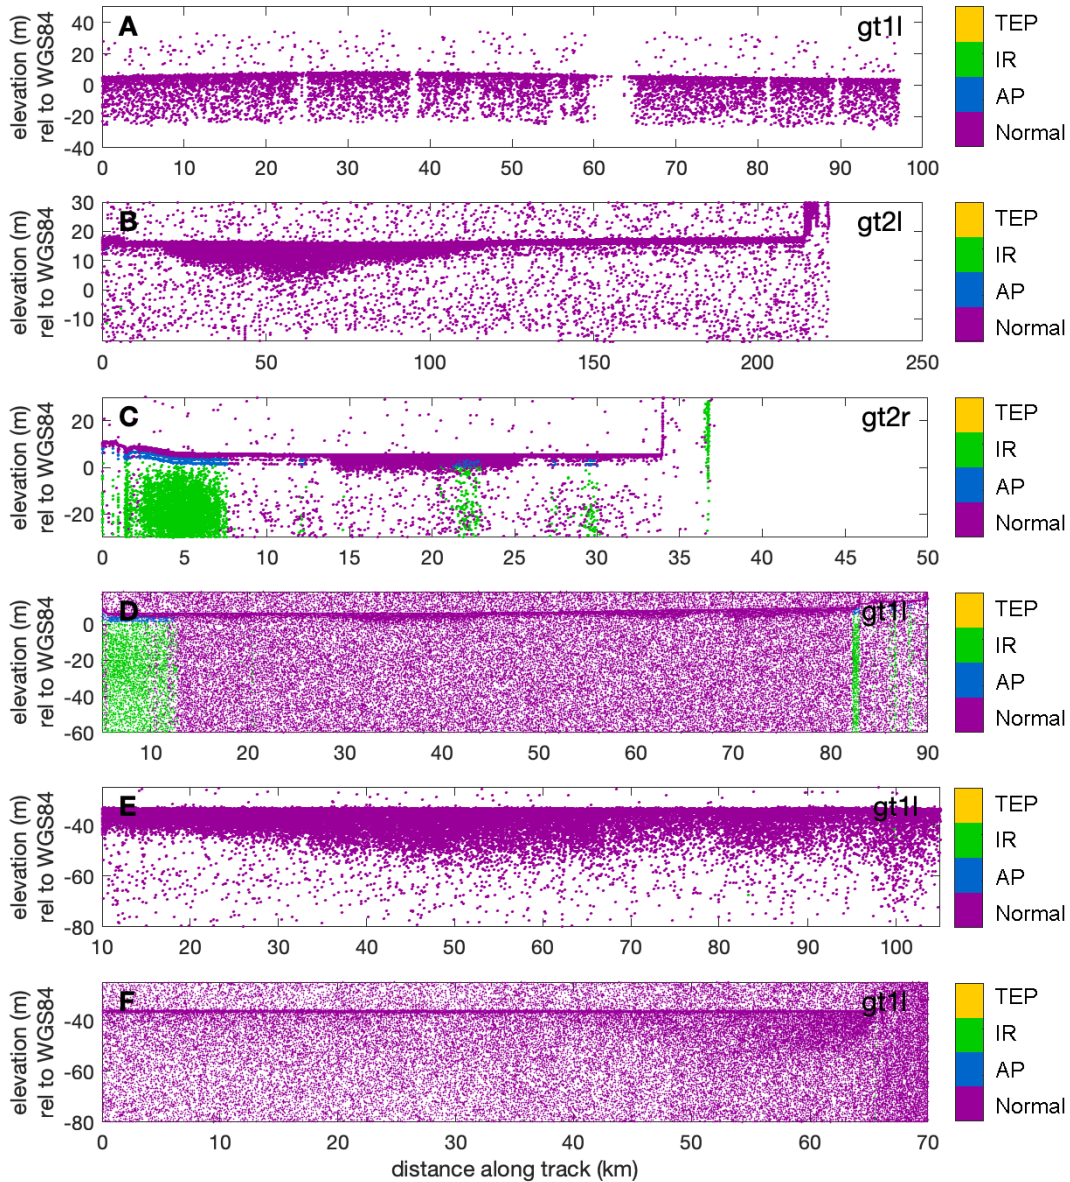 A
gt1l
elevation (m)
rel to WGS84
40
20
0
-20
-40
0 10 20 30 40 50 60 70 80 90 100
TEP
IR
AP
Normal
B
gt2l
elevation (m)
rel to WGS84
30
20
10
0
-10
0 50 100 150 200 250
TEP
IR
AP
Normal
C
gt2r
elevation (m)
rel to WGS84
20
0
-20
0 5 10 15 20 25 30 35 40 45 50
TEP
IR
AP
Normal
D
gt1l
elevation (m)
rel to WGS84
0
-20
-40
-60
10 20 30 40 50 60 70 80 90
TEP
IR
AP
Normal
E
gt1l
elevation (m)
rel to WGS84
-40
-60
-80
10 20 30 40 50 60 70 80 90 100
TEP
IR
AP
Normal
F
gt1l
elevation (m)
rel to WGS84
-40
-60
-80
0 10 20 30 40 50 60 70
TEP
IR
AP
Normal
distance along track (km)